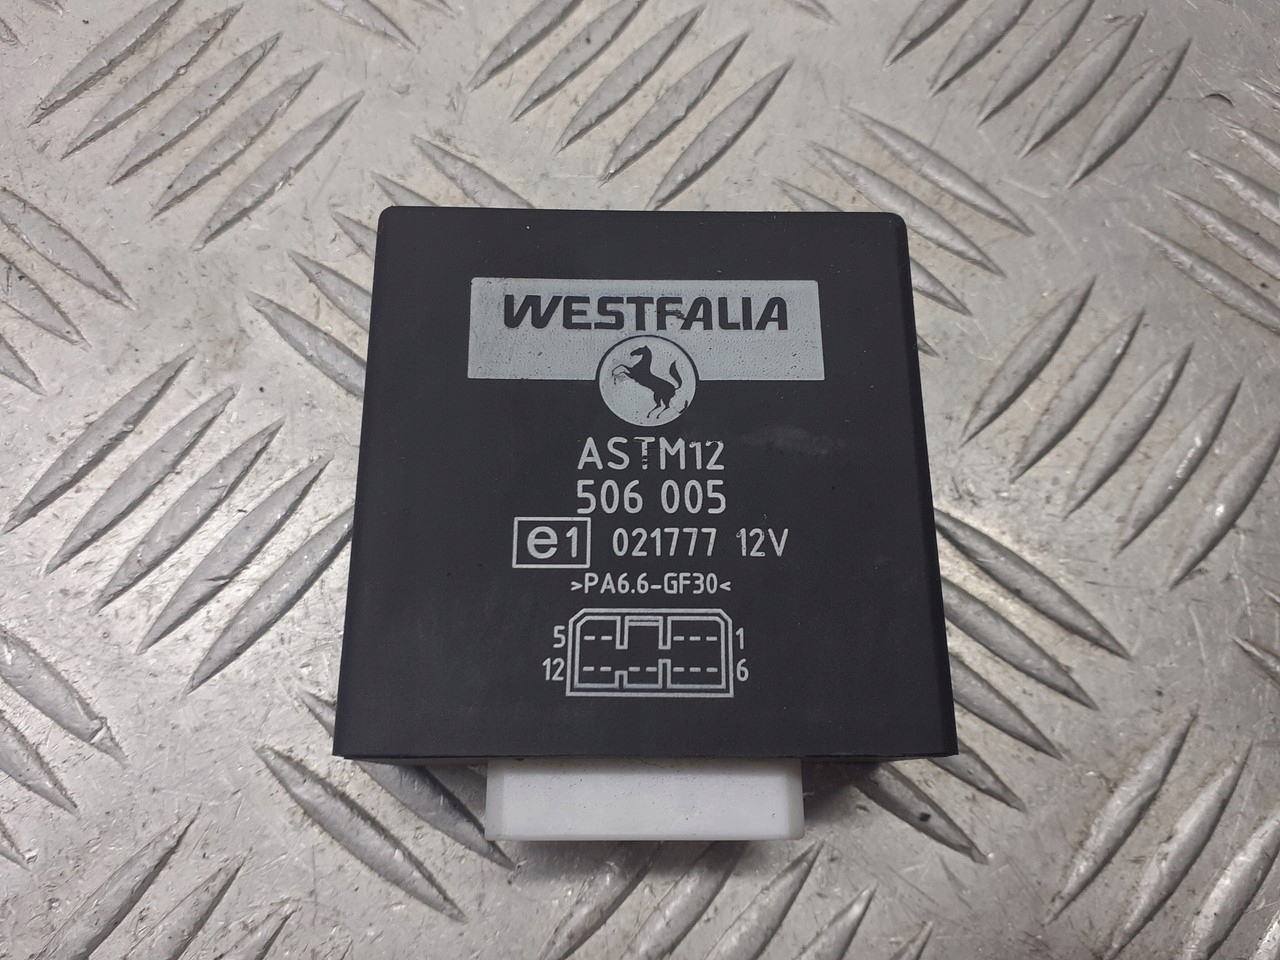 WESTFALIA
ASTM12
506 005
e1 021777 12V
>PA6.6-GF30<
5 1
12 6